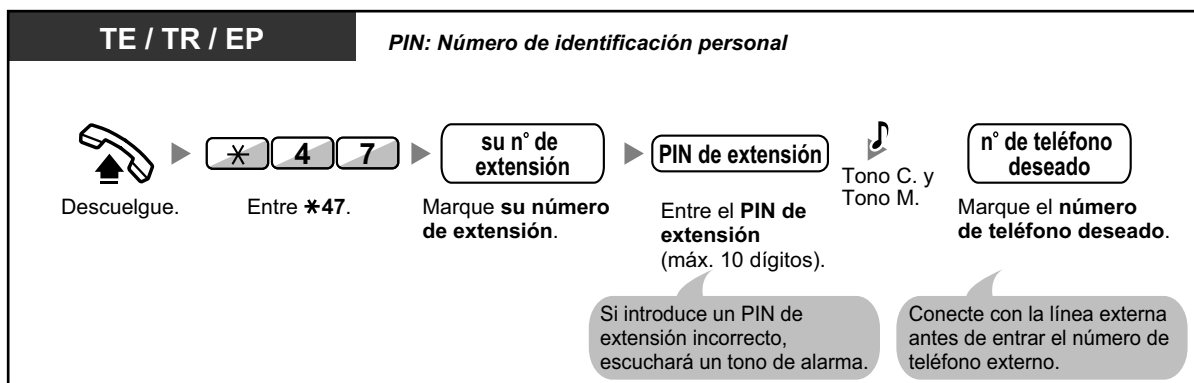 TE / TR / EP
PIN: Número de identificación personal
✳ 4 7
su n° de
extensión
PIN de extensión
n° de teléfono
deseado
Descuelgue.
Entre ✳47.
Marque su número
de extensión.
Entre el PIN de
extensión
(máx. 10 dígitos).
Tono C. y
Tono M.
Marque el número
de teléfono deseado.
Si introduce un PIN de
extensión incorrecto,
escuchará un tono de alarma.
Conecte con la línea externa
antes de entrar el número de
teléfono externo.